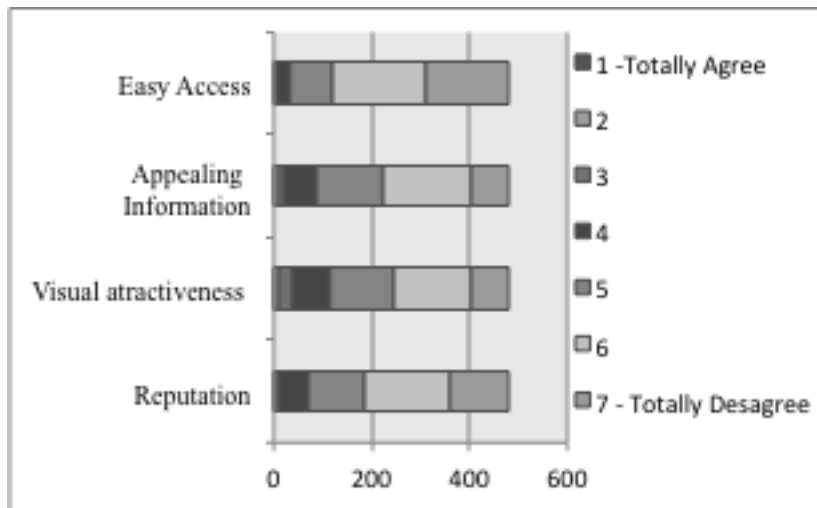 Easy Access
Appealing
Information
Visual atractiveness
Reputation
0 200 400 600
1 -Totally Agree
2
3
4
5
6
7 - Totally Desagree